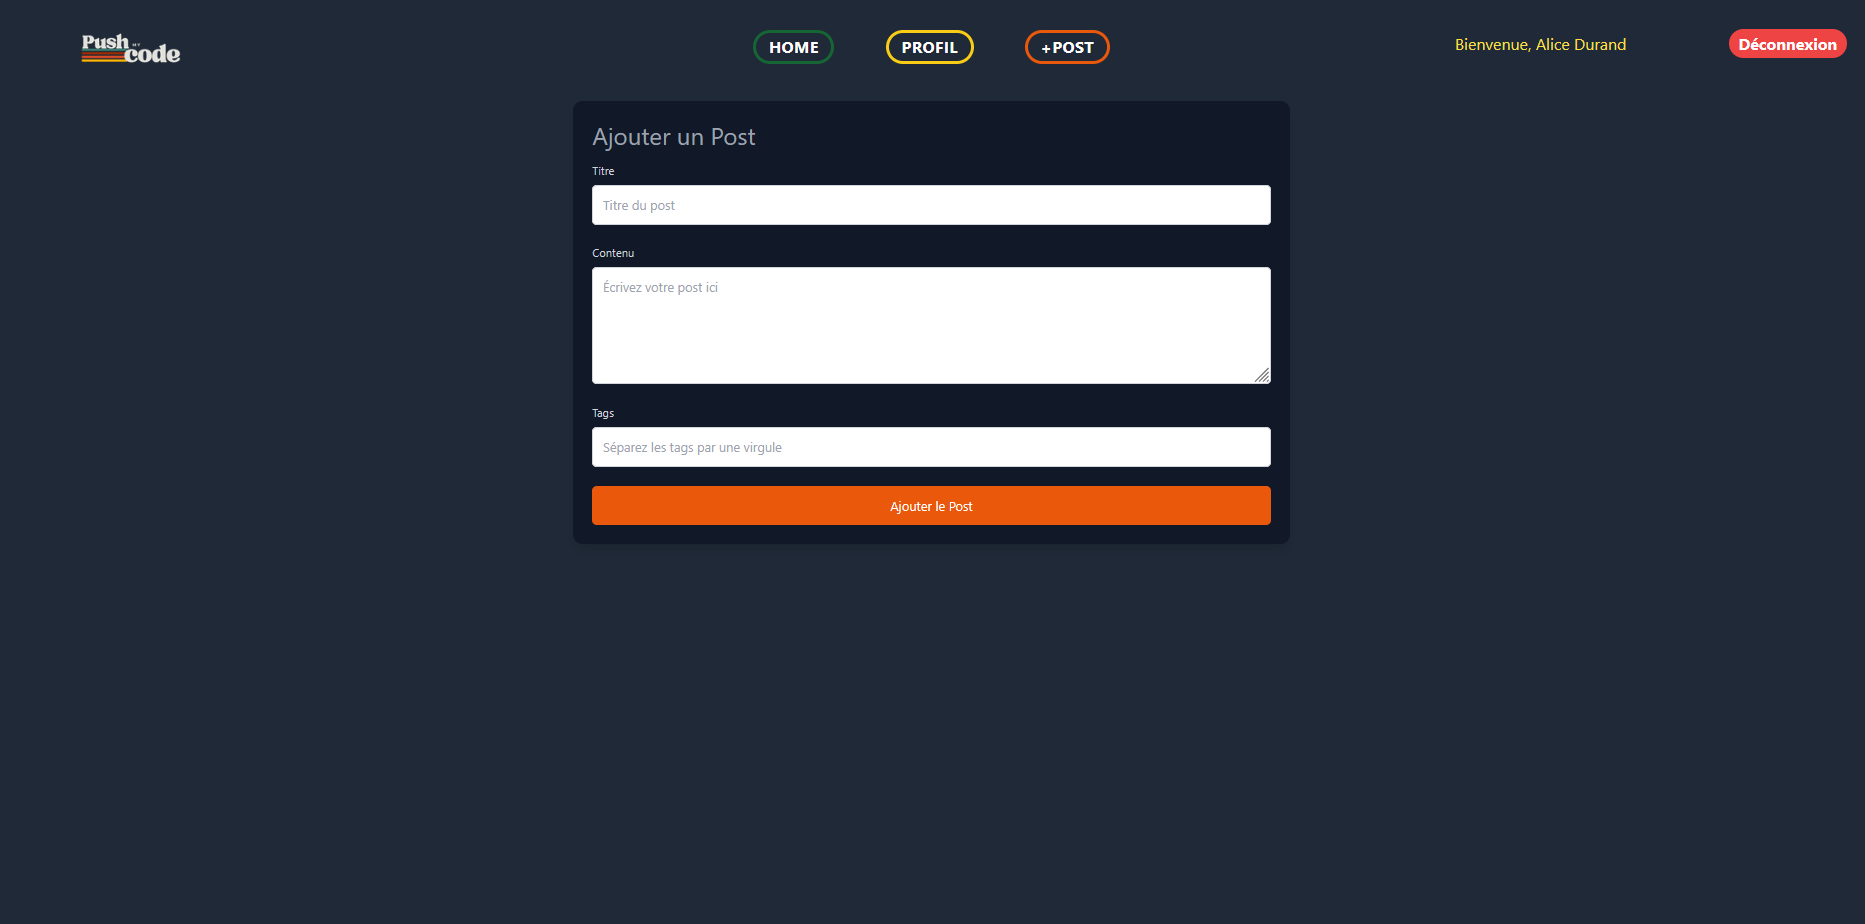 Push MY code
HOME
PROFIL
+POST
Bienvenue, Alice Durand
Déconnexion
Ajouter un Post
Titre
Titre du post
Contenu
Écrivez votre post ici
Tags
Séparez les tags par une virgule
Ajouter le Post